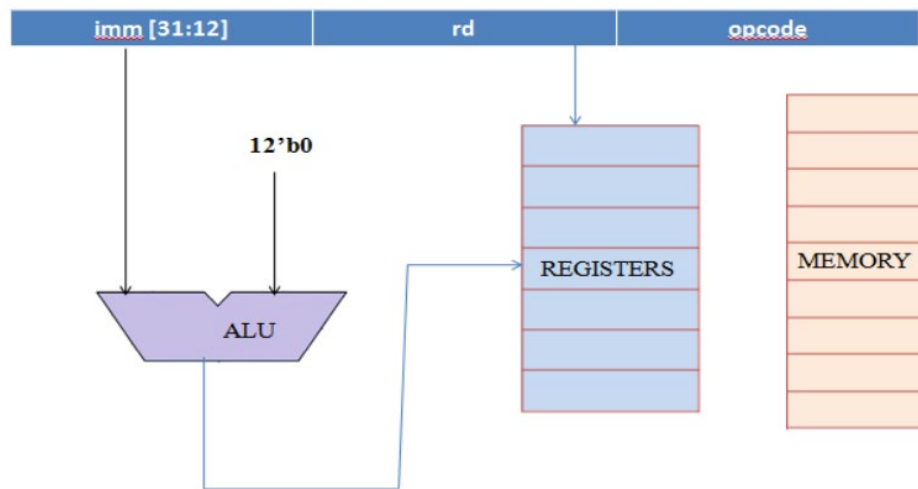 imm [31:12] rd opcode
12’b0
REGISTERS
MEMORY
ALU